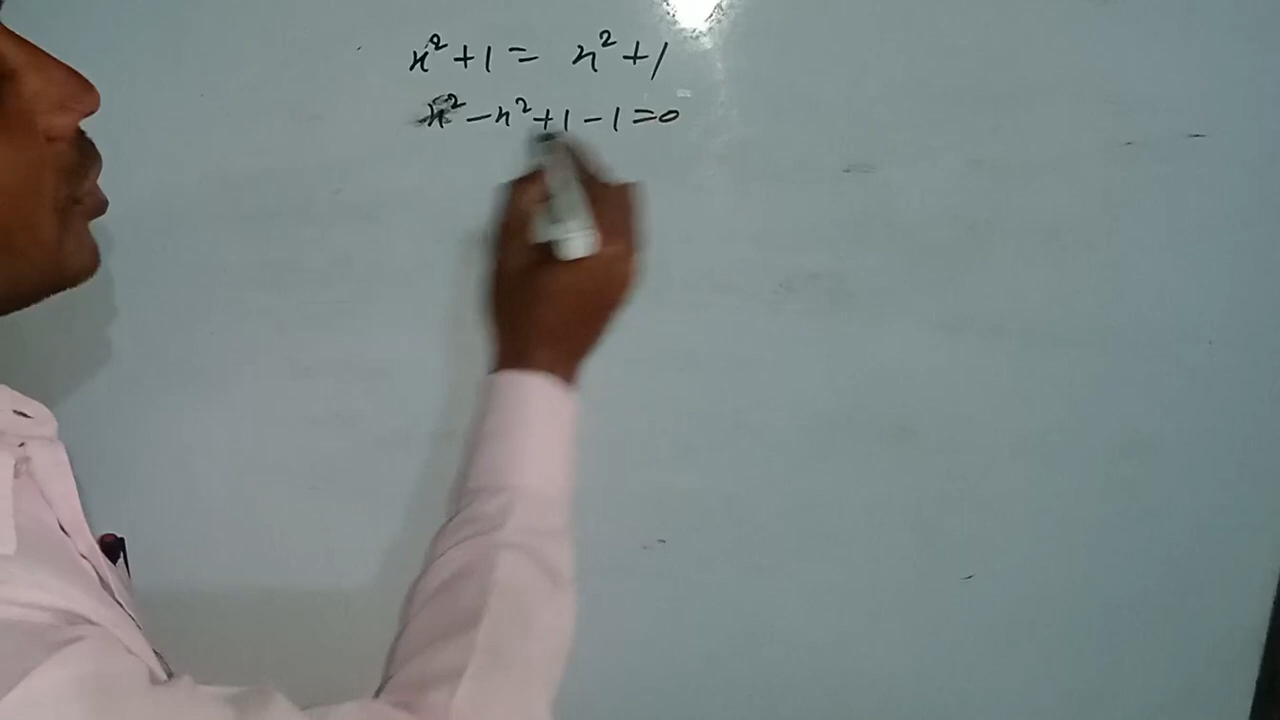 x² + 1 = x² + 1
x² - x² + 1 - 1 = 0